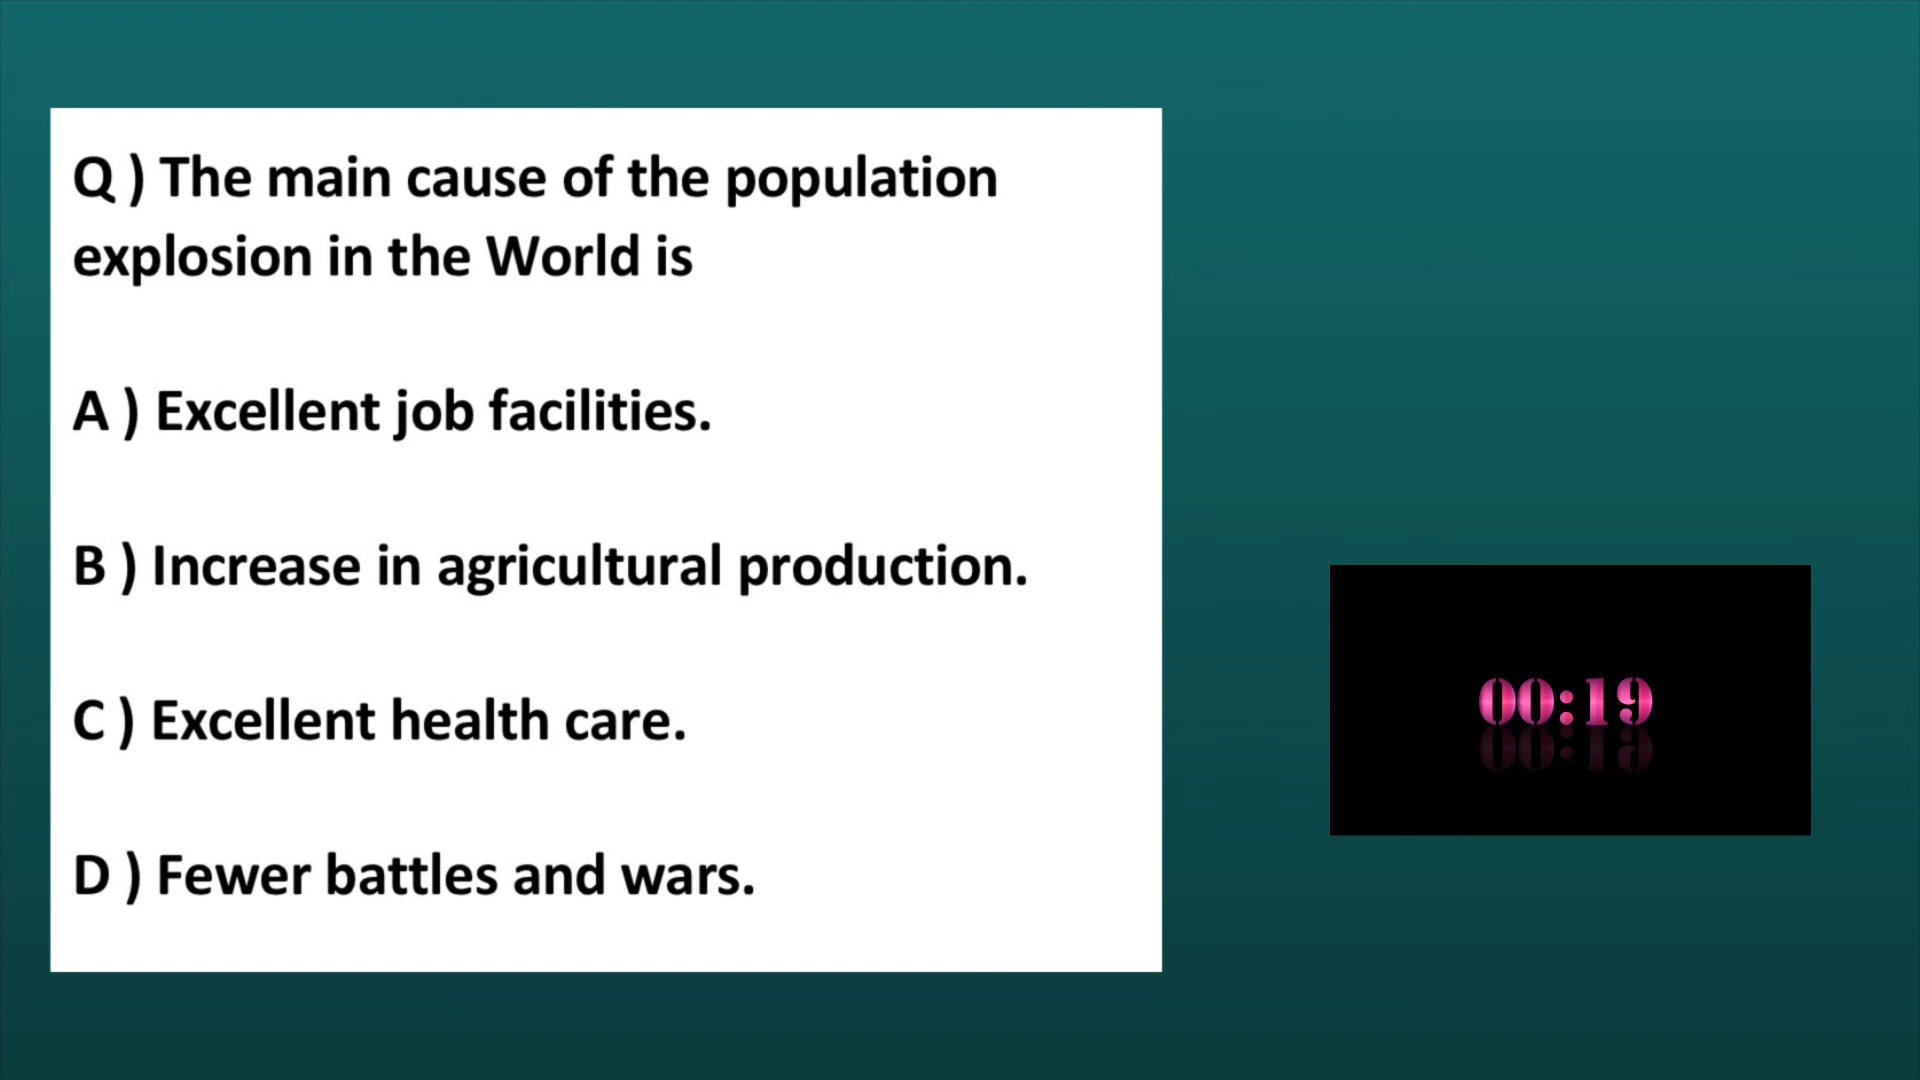 Q ) The main cause of the population
explosion in the World is
A ) Excellent job facilities.
B ) Increase in agricultural production.
C ) Excellent health care.
D ) Fewer battles and wars.
00:19